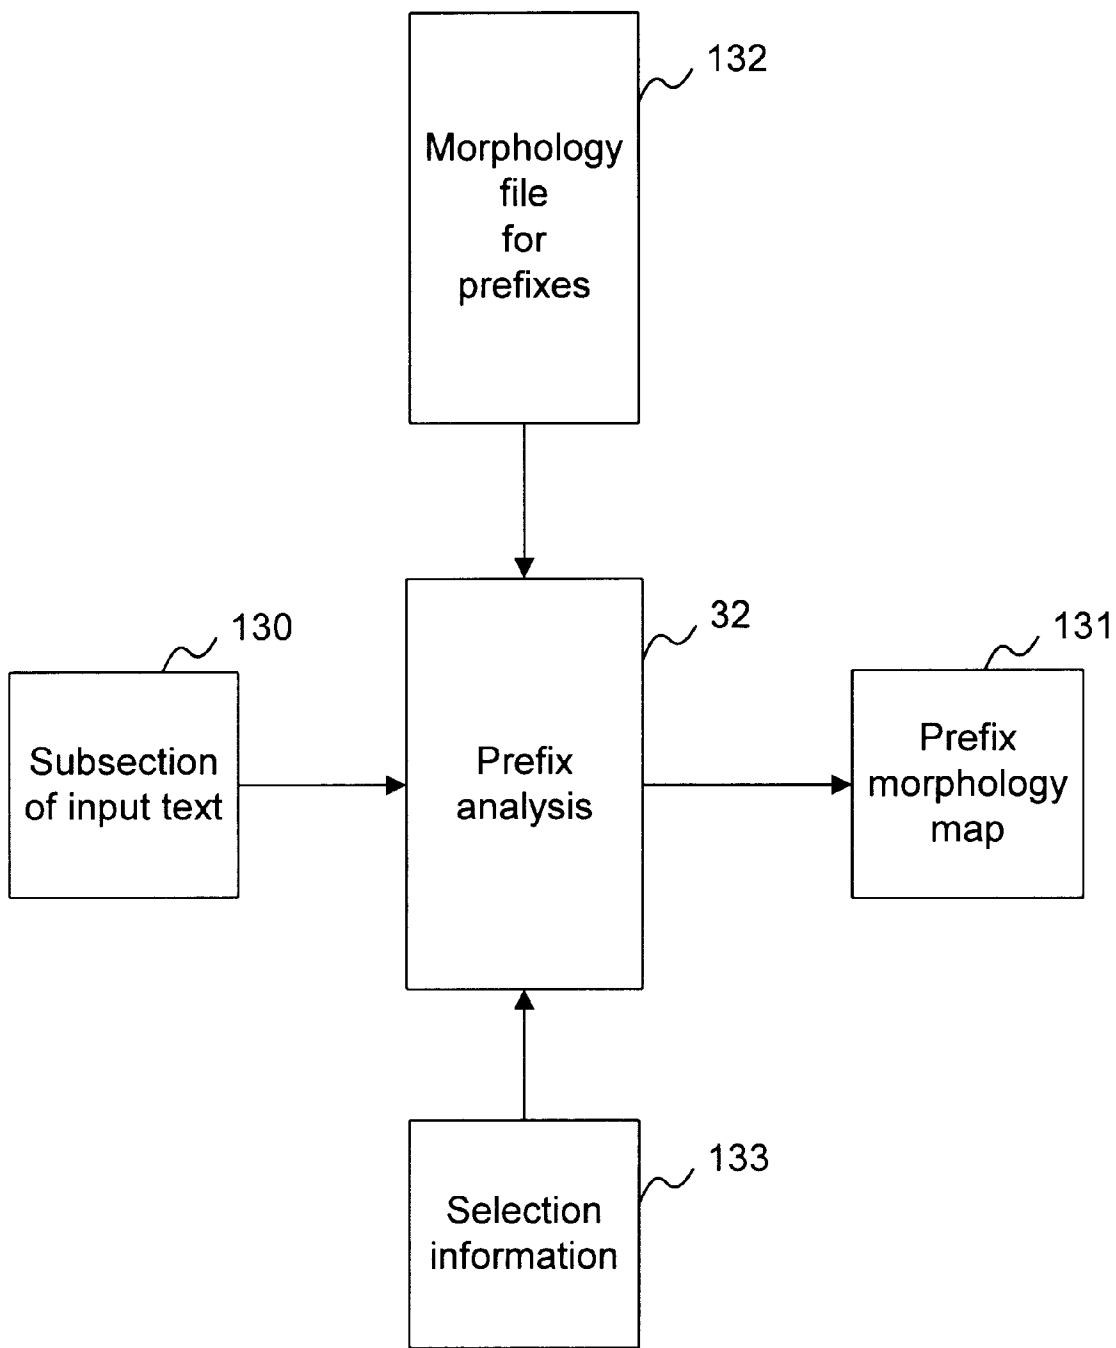 132
Morphology
file
for
prefixes
130
Subsection
of input text
32
Prefix
analysis
131
Prefix
morphology
map
133
Selection
information